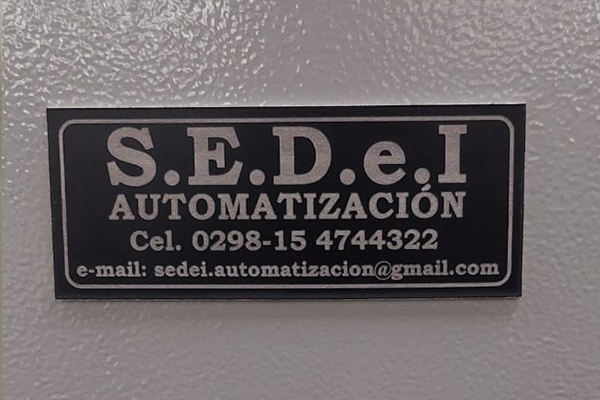 S.E.D.e.I
AUTOMATIZACIÓN
Cel. 0298-15 4744322
e-mail: sedei.automatizacion@gmail.com